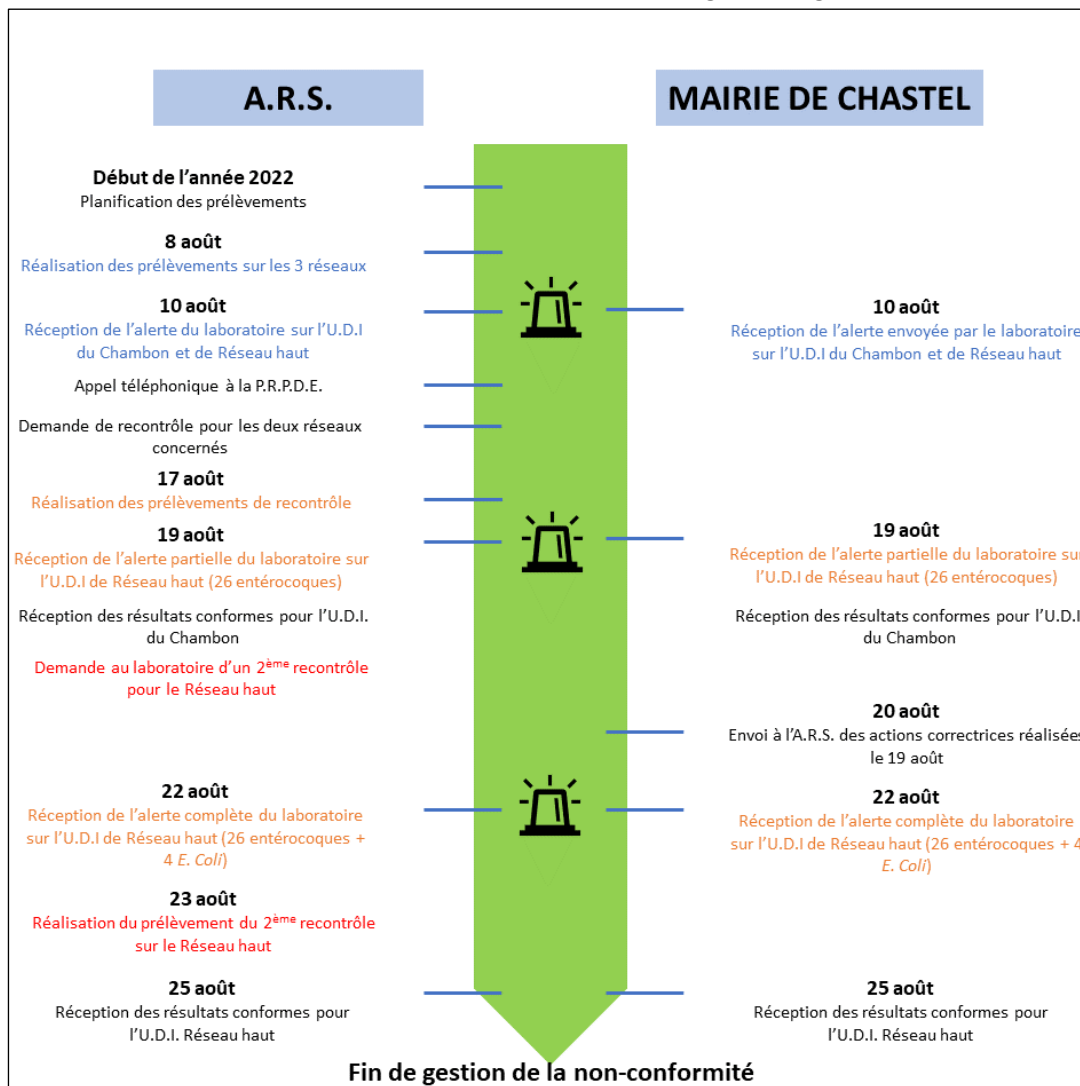 A.R.S.
MAIRIE DE CHASTEL
Début de l'année 2022
Planification des prélèvements
8 août
Réalisation des prélèvements sur les 3 réseaux
10 août
Réception de l'alerte du laboratoire sur l'U.D.I
du Chambon et de Réseau haut
10 août
Réception de l'alerte envoyée par le laboratoire
sur l'U.D.I du Chambon et de Réseau haut
Appel téléphonique à la P.R.P.D.E.
Demande de recontrôle pour les deux réseaux
concernés
17 août
Réalisation des prélèvements de recontrôle
19 août
Réception de l'alerte partielle du laboratoire sur
l'U.D.I de Réseau haut (26 entérocoques)
Réception des résultats conformes pour l'U.D.I.
du Chambon
19 août
Réception de l'alerte partielle du laboratoire sur
l'U.D.I de Réseau haut (26 entérocoques)
Réception des résultats conformes pour l'U.D.I
du Chambon
Demande au laboratoire d'un 2ème recontrôle
pour le Réseau haut
20 août
Envoi à l'A.R.S. des actions correctrices réalisées
le 19 août
22 août
Réception de l'alerte complète du laboratoire
sur l'U.D.I de Réseau haut (26 entérocoques +
4 E. Coli)
22 août
Réception de l'alerte complète du laboratoire
sur l'U.D.I de Réseau haut (26 entérocoques + 4
E. Coli)
23 août
Réalisation du prélèvement du 2ème recontrôle
sur le Réseau haut
25 août
Réception des résultats conformes pour
l'U.D.I. Réseau haut
25 août
Réception des résultats conformes pour
l'U.D.I. Réseau haut
Fin de gestion de la non-conformité